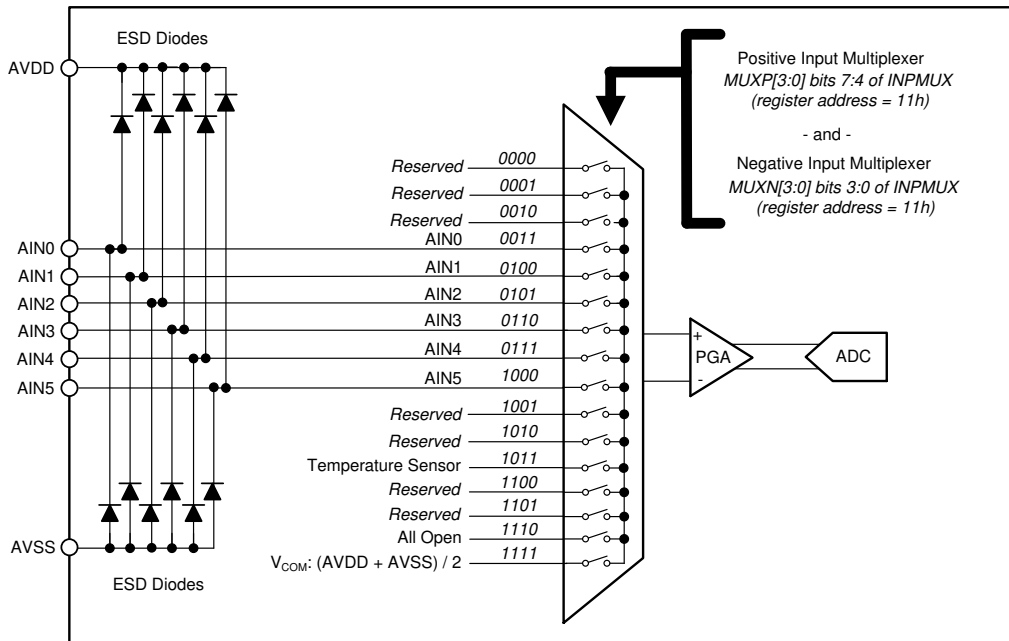 ESD Diodes
AVDD
Positive Input Multiplexer
MUXP[3:0] bits 7:4 of INPMUX
(register address = 11h)
- and -
Negative Input Multiplexer
MUXN[3:0] bits 3:0 of INPMUX
(register address = 11h)
Reserved 0000
Reserved 0001
Reserved 0010
AIN0 AIN0 0011
AIN1 AIN1 0100
AIN2 AIN2 0101
AIN3 AIN3 0110
AIN4 AIN4 0111
AIN5 AIN5 1000
+
PGA
-
ADC
Reserved 1001
Reserved 1010
Temperature Sensor 1011
Reserved 1100
Reserved 1101
All Open 1110
AVSS
VCOM: (AVDD + AVSS) / 2 1111
ESD Diodes